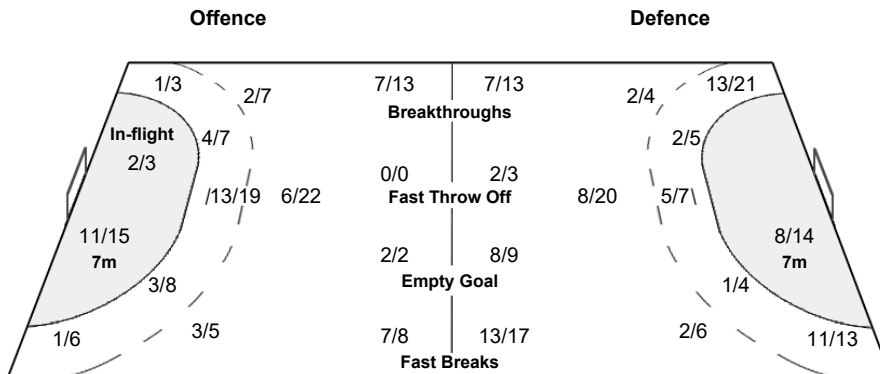 Offence Defence
1/3 7/13 7/13 13/21
2/7 2/4
Breakthroughs
In-flight 4/7 2/5
2/3
0/0 2/3
13/19 6/22 Fast Throw Off 8/20 5/7
11/15 8/14
7m 2/2 8/9 7m
3/8 Empty Goal 1/4
1/6 3/5 7/8 13/17 2/6 11/13
Fast Breaks